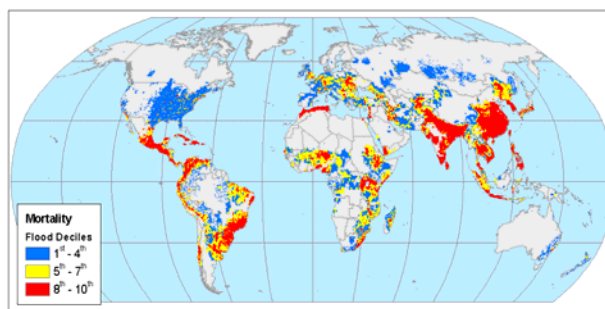 Mortality
Flood Deciles
1st - 4th
5th - 7th
8th - 10th